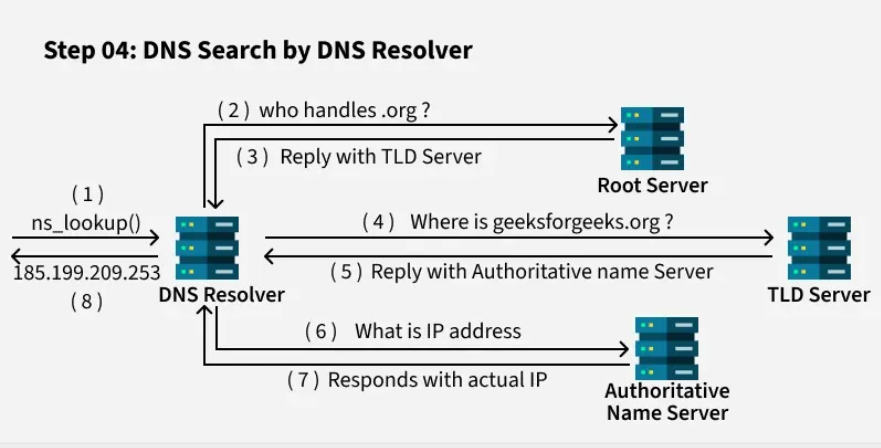 Step 04: DNS Search by DNS Resolver
( 2 ) who handles .org ?
( 3 ) Reply with TLD Server
Root Server
( 1 )
ns_lookup()
185.199.209.253
( 8 )
DNS Resolver
( 4 ) Where is geeksforgeeks.org ?
( 5 ) Reply with Authoritative name Server
TLD Server
( 6 ) What is IP address
( 7 ) Responds with actual IP
Authoritative
Name Server